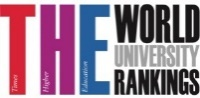 THE
Times
Higher
Education
WORLD
UNIVERSITY
RANKINGS